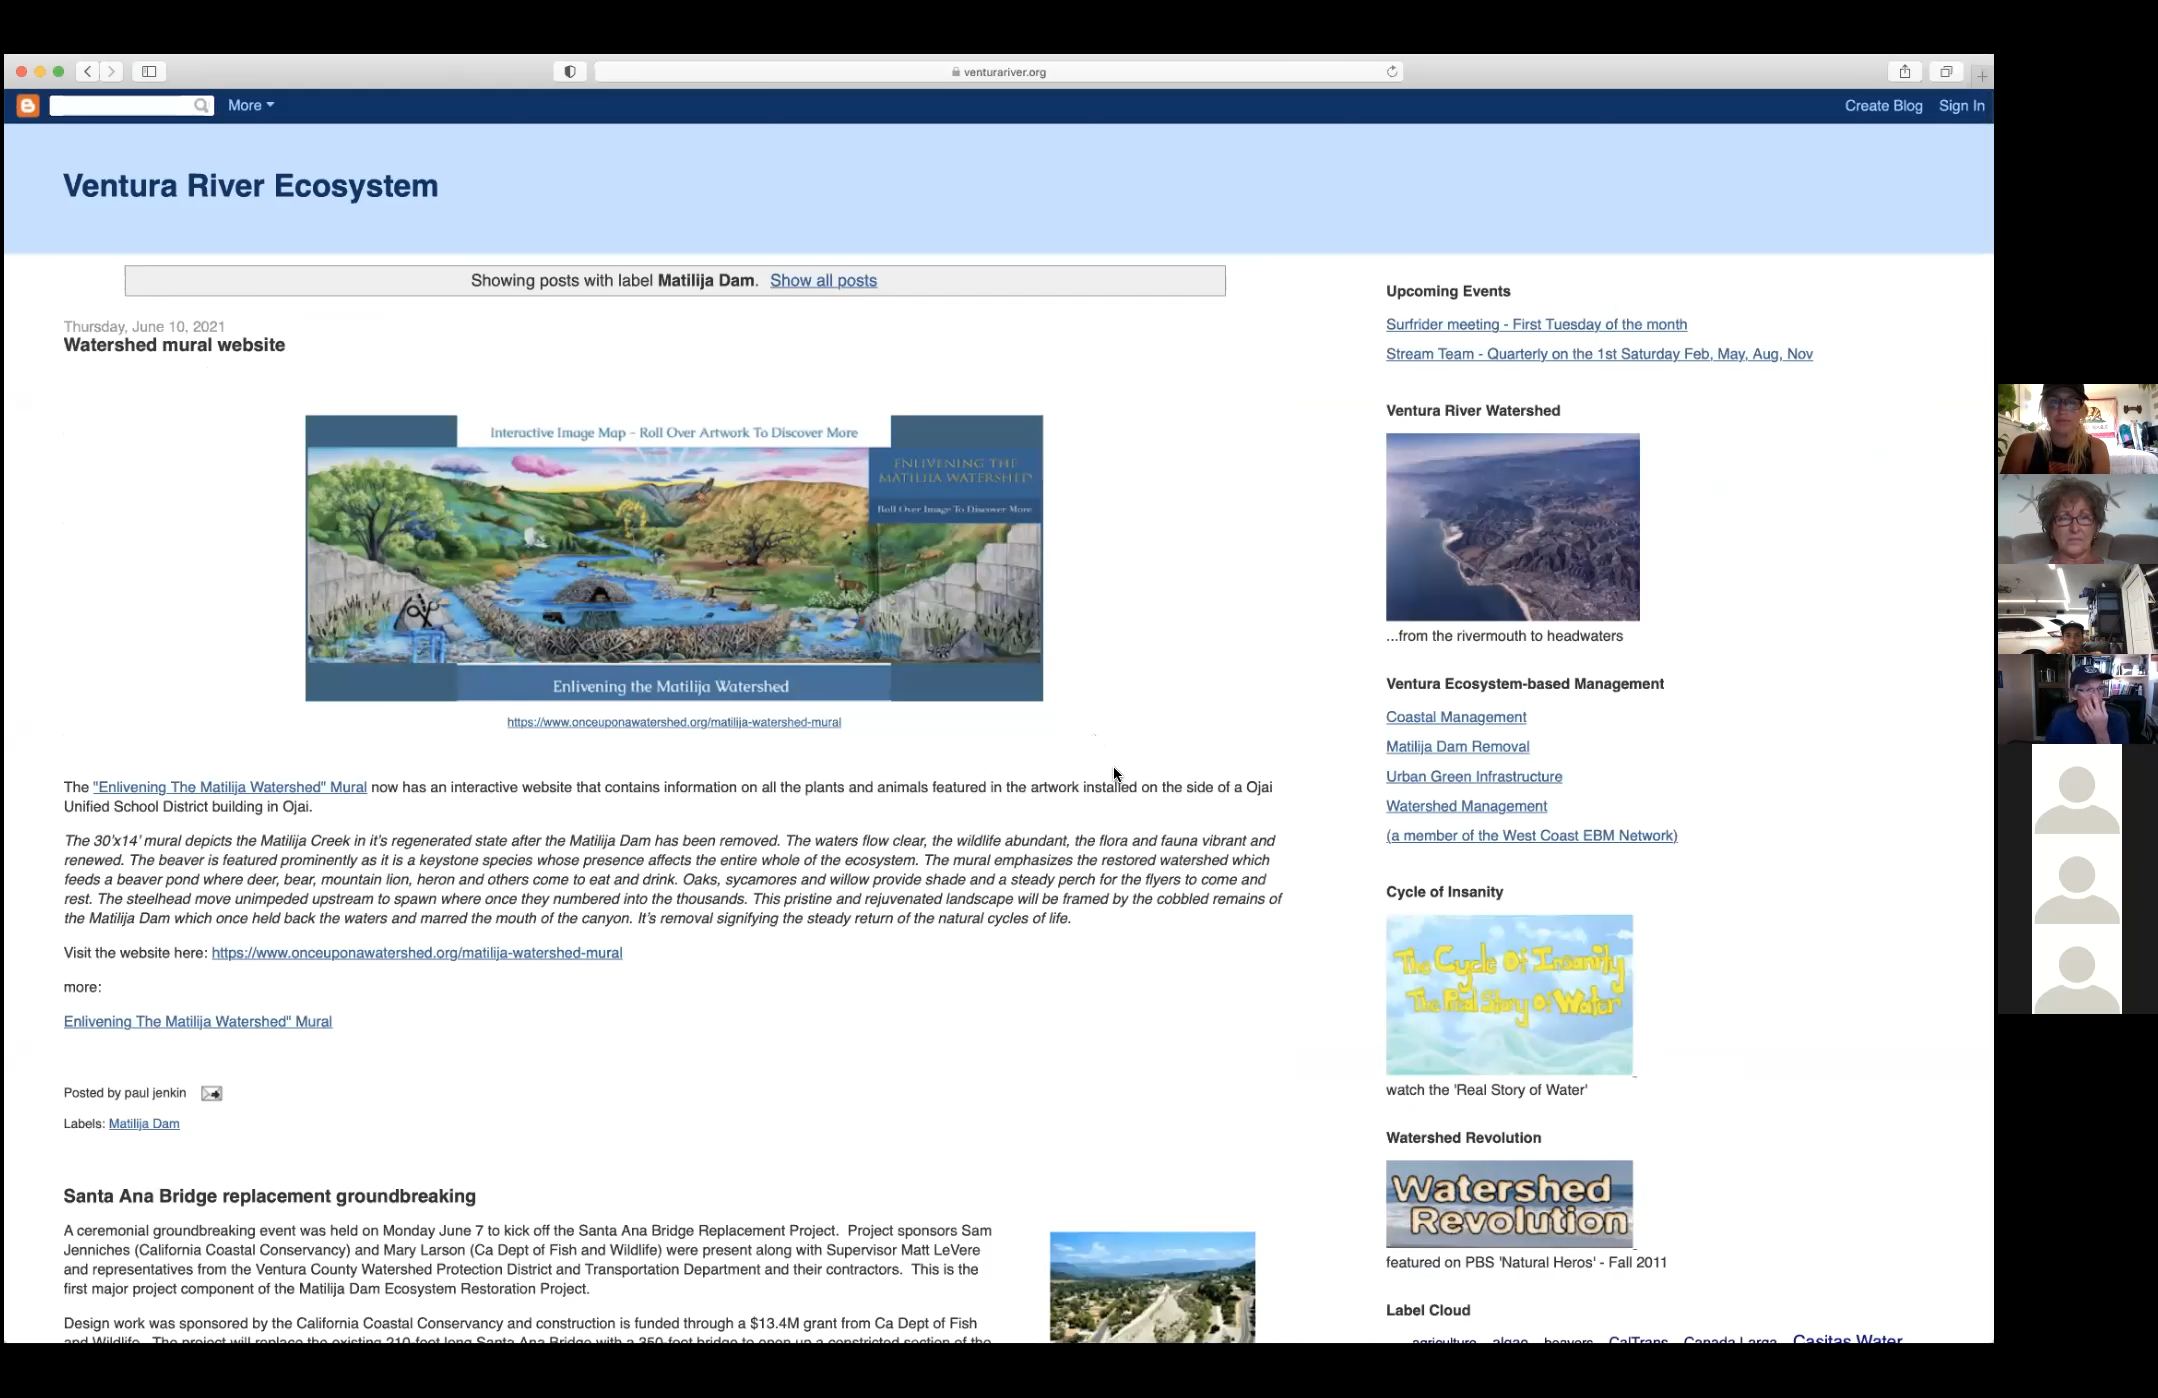 venturariver.org
More
Create Blog Sign In
Ventura River Ecosystem
Showing posts with label Matilija Dam. Show all posts
Thursday, June 10, 2021
Watershed mural website
Interactive Image Map - Roll Over Artwork To Discover More
ENLIVENING THE
MATILIJA WATERSHED
Roll Over Image To Discover More
Enlivening the Matilija Watershed
https://www.onceuponawatershed.org/matilija-watershed-mural
The "Enlivening The Matilija Watershed" Mural now has an interactive website that contains information on all the plants and animals featured in the artwork installed on the side of a Ojai
Unified School District building in Ojai.
The 30'x14' mural depicts the Matilija Creek in it's regenerated state after the Matilija Dam has been removed. The waters flow clear, the wildlife abundant, the flora and fauna vibrant and
renewed. The beaver is featured prominently as it is a keystone species whose presence affects the entire whole of the ecosystem. The mural emphasizes the restored watershed which
feeds a beaver pond where deer, bear, mountain lion, heron and others come to eat and drink. Oaks, sycamores and willow provide shade and a steady perch for the flyers to come and
rest. The steelhead move unimpeded upstream to spawn where once they numbered into the thousands. This pristine and rejuvenated landscape will be framed by the cobbled remains of
the Matilija Dam which once held back the waters and marred the mouth of the canyon. It's removal signifying the steady return of the natural cycles of life.
Visit the website here: https://www.onceuponawatershed.org/matilija-watershed-mural
more:
Enlivening The Matilija Watershed" Mural
Posted by paul jenkin
Labels: Matilija Dam
Santa Ana Bridge replacement groundbreaking
A ceremonial groundbreaking event was held on Monday June 7 to kick off the Santa Ana Bridge Replacement Project. Project sponsors Sam
Jenniches (California Coastal Conservancy) and Mary Larson (Ca Dept of Fish and Wildlife) were present along with Supervisor Matt LeVere
and representatives from the Ventura County Watershed Protection District and Transportation Department and their contractors. This is the
first major project component of the Matilija Dam Ecosystem Restoration Project.
Design work was sponsored by the California Coastal Conservancy and construction is funded through a $13.4M grant from Ca Dept of Fish
and Wildlife. The project will replace the existing 210-foot long Santa Ana Bridge with a 350-foot bridge to open up a constricted section of the
Upcoming Events
Surfrider meeting - First Tuesday of the month
Stream Team - Quarterly on the 1st Saturday Feb, May, Aug, Nov
Ventura River Watershed
...from the rivermouth to headwaters
Ventura Ecosystem-based Management
Coastal Management
Matilija Dam Removal
Urban Green Infrastructure
Watershed Management
(a member of the West Coast EBM Network)
Cycle of Insanity
The Cycle Of Insanity
The Real Story Of Water
watch the 'Real Story of Water'
Watershed Revolution
Watershed
Revolution
featured on PBS 'Natural Heros' - Fall 2011
Label Cloud
agriculture algae beavers CalTrans Canada Larga Casitas Water